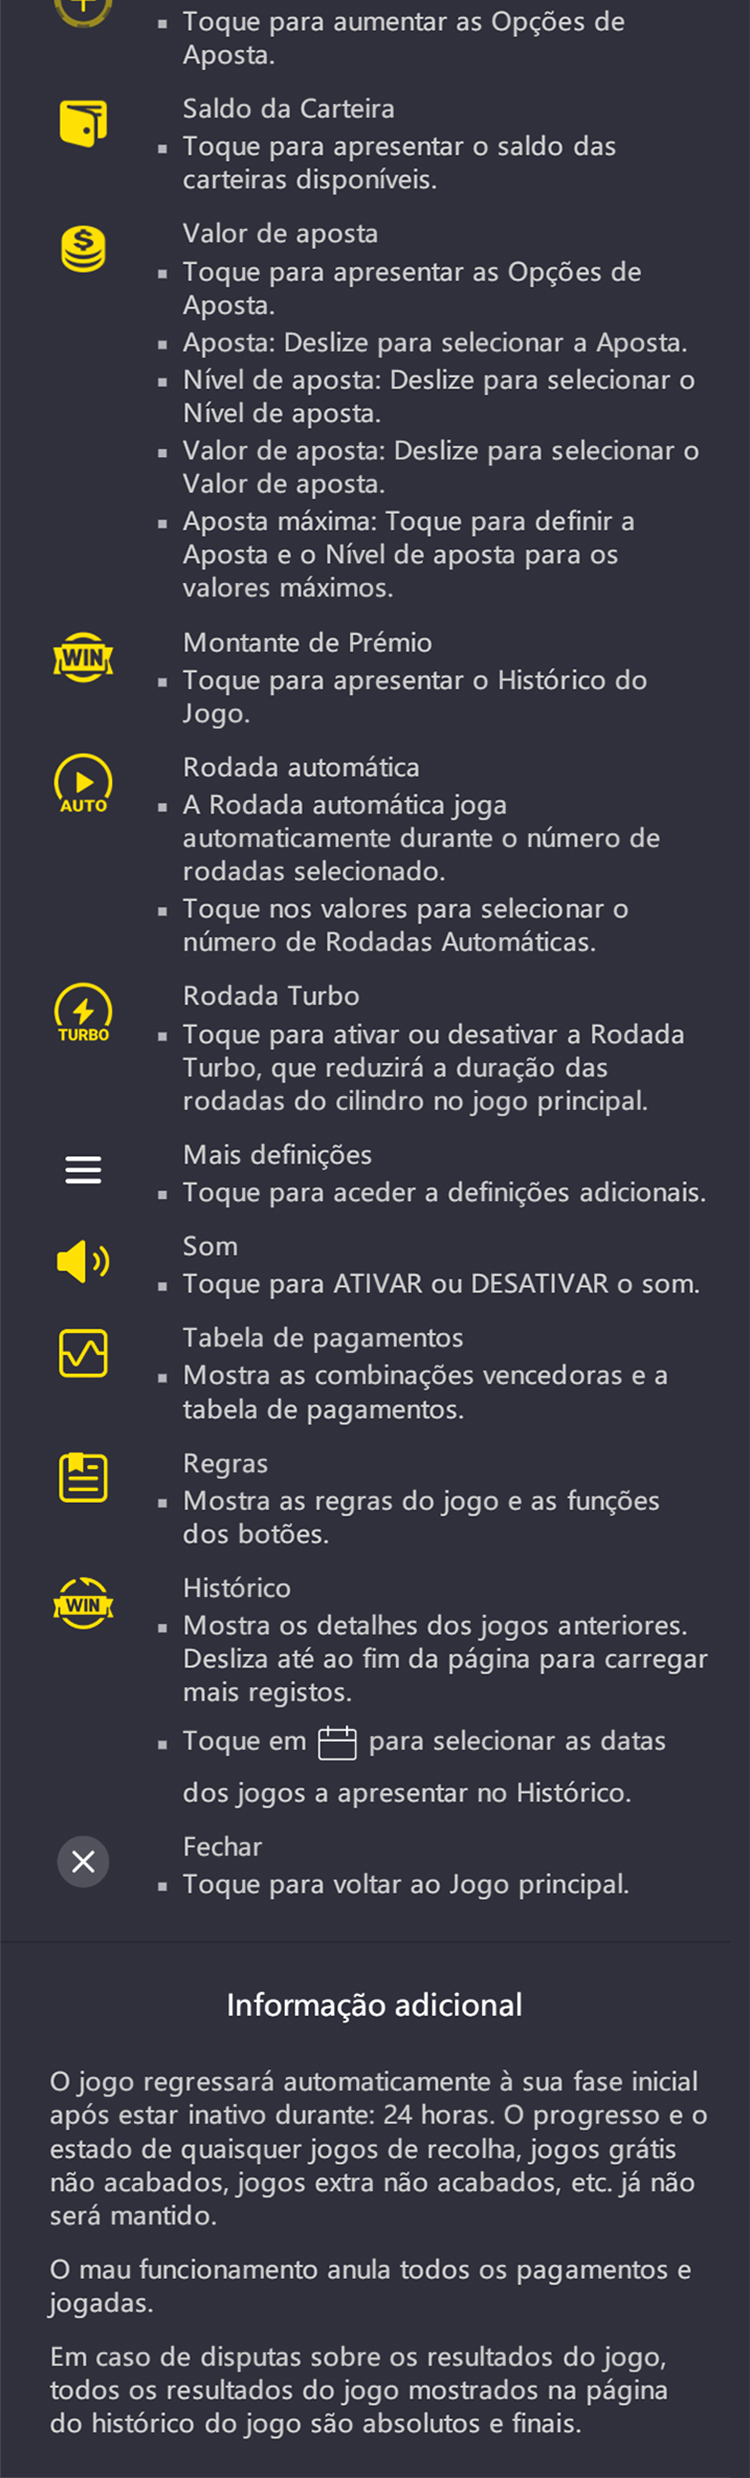 Toque para aumentar as Opções de
Aposta.
Saldo da Carteira
Toque para apresentar o saldo das
carteiras disponíveis.
Valor de aposta
Toque para apresentar as Opções de
Aposta.
Aposta: Deslize para selecionar a Aposta.
Nível de aposta: Deslize para selecionar o
Nível de aposta.
Valor de aposta: Deslize para selecionar o
Valor de aposta.
Aposta máxima: Toque para definir a
Aposta e o Nível de aposta para os
valores máximos.
WIN
Montante de Prémio
Toque para apresentar o Histórico do
Jogo.
AUTO
Rodada automática
A Rodada automática joga
automaticamente durante o número de
rodadas selecionado.
Toque nos valores para selecionar o
número de Rodadas Automáticas.
TURBO
Rodada Turbo
Toque para ativar ou desativar a Rodada
Turbo, que reduzirá a duração das
rodadas do cilindro no jogo principal.
Mais definições
Toque para aceder a definições adicionais.
Som
Toque para ATIVAR ou DESATIVAR o som.
Tabela de pagamentos
Mostra as combinações vencedoras e a
tabela de pagamentos.
Regras
Mostra as regras do jogo e as funções
dos botões.
WIN
Histórico
Mostra os detalhes dos jogos anteriores.
Desliza até ao fim da página para carregar
mais registos.
Toque em para selecionar as datas
dos jogos a apresentar no Histórico.
Fechar
Toque para voltar ao Jogo principal.
Informação adicional
O jogo regressará automaticamente à sua fase inicial
após estar inativo durante: 24 horas. O progresso e o
estado de quaisquer jogos de recolha, jogos grátis
não acabados, jogos extra não acabados, etc. já não
será mantido.
O mau funcionamento anula todos os pagamentos e
jogadas.
Em caso de disputas sobre os resultados do jogo,
todos os resultados do jogo mostrados na página
do histórico do jogo são absolutos e finais.